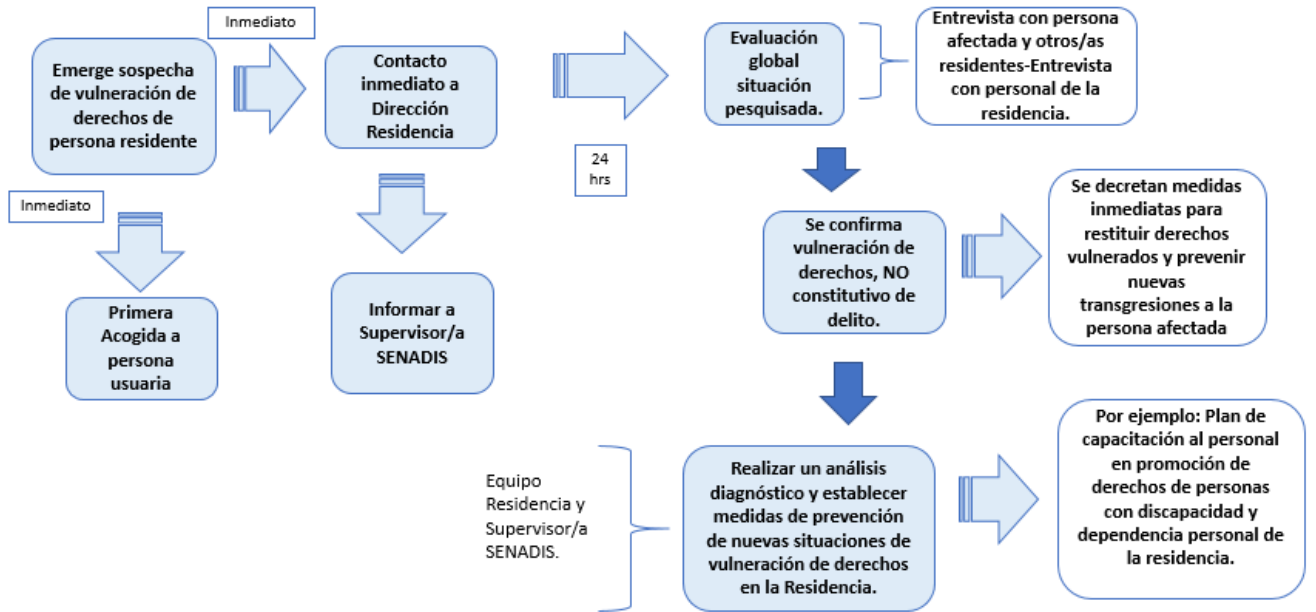 Inmediato
Emerge sospecha
de vulneración de
derechos de
persona residente
Contacto
inmediato a
Dirección
Residencia
24
hrs
Evaluación
global
situación
pesquisada.
Entrevista con persona
afectada y otros/as
residentes-Entrevista
con personal de la
residencia.
Inmediato
Primera
Acogida a
persona
usuaria
Informar a
Supervisor/a
SENADIS
Se confirma
vulneración de
derechos, NO
constitutivo de
delito.
Se decretan medidas
inmediatas para
restituir derechos
vulnerados y prevenir
nuevas
transgresiones a la
persona afectada
Equipo
Residencia y
Supervisor/a
SENADIS.
Realizar un análisis
diagnóstico y establecer
medidas de prevención
de nuevas situaciones de
vulneración de derechos
en la Residencia.
Por ejemplo: Plan de
capacitación al personal
en promoción de
derechos de personas
con discapacidad y
dependencia personal de
la residencia.